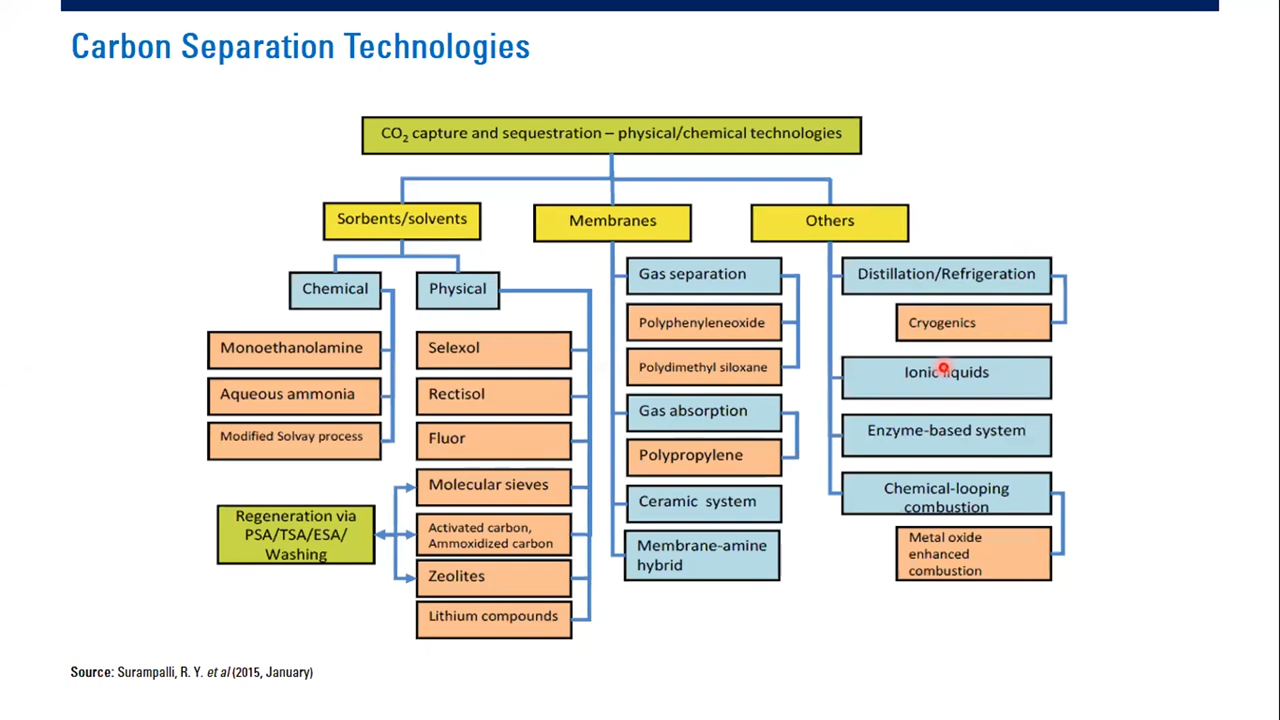 Carbon Separation Technologies
CO₂ capture and sequestration – physical/chemical technologies
Sorbents/solvents
Membranes
Others
Chemical
Physical
Monoethanolamine
Aqueous ammonia
Modified Solvay process
Selexol
Rectisol
Fluor
Molecular sieves
Activated carbon,
Ammoxidized carbon
Zeolites
Lithium compounds
Regeneration via
PSA/TSA/ESA/
Washing
Gas separation
Polyphenyleneoxide
Polydimethyl siloxane
Gas absorption
Polypropylene
Ceramic system
Membrane-amine
hybrid
Distillation/Refrigeration
Cryogenics
Ionic liquids
Enzyme-based system
Chemical-looping
combustion
Metal oxide
enhanced
combustion
Source: Surampalli, R. Y. et al (2015, January)